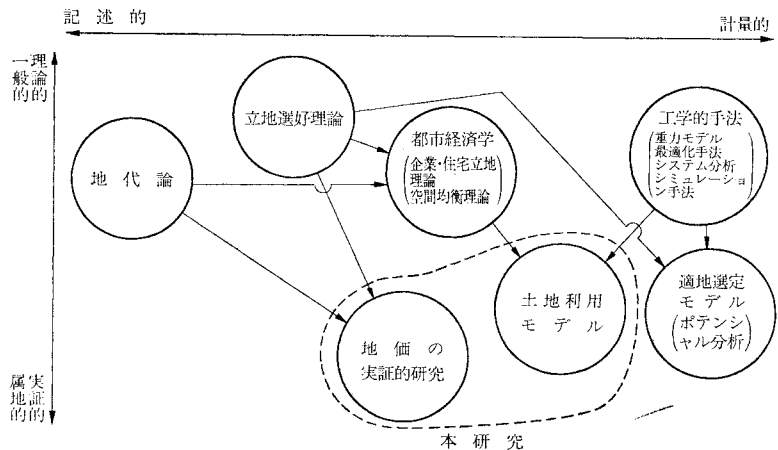 記述的
計量的
一般的
理論的
立地選好理論
地代論
都市経済学
(企業・住宅立地
理論
空間均衡理論)
工学的手法
(重力モデル
最適化手法
システム分析
シミュレーショ
ン手法)
土地利用
モデル
適地選定
モデル
(ポテンシ
ャル分析)
地価の
実証的研究
属地的
実証的
本研究